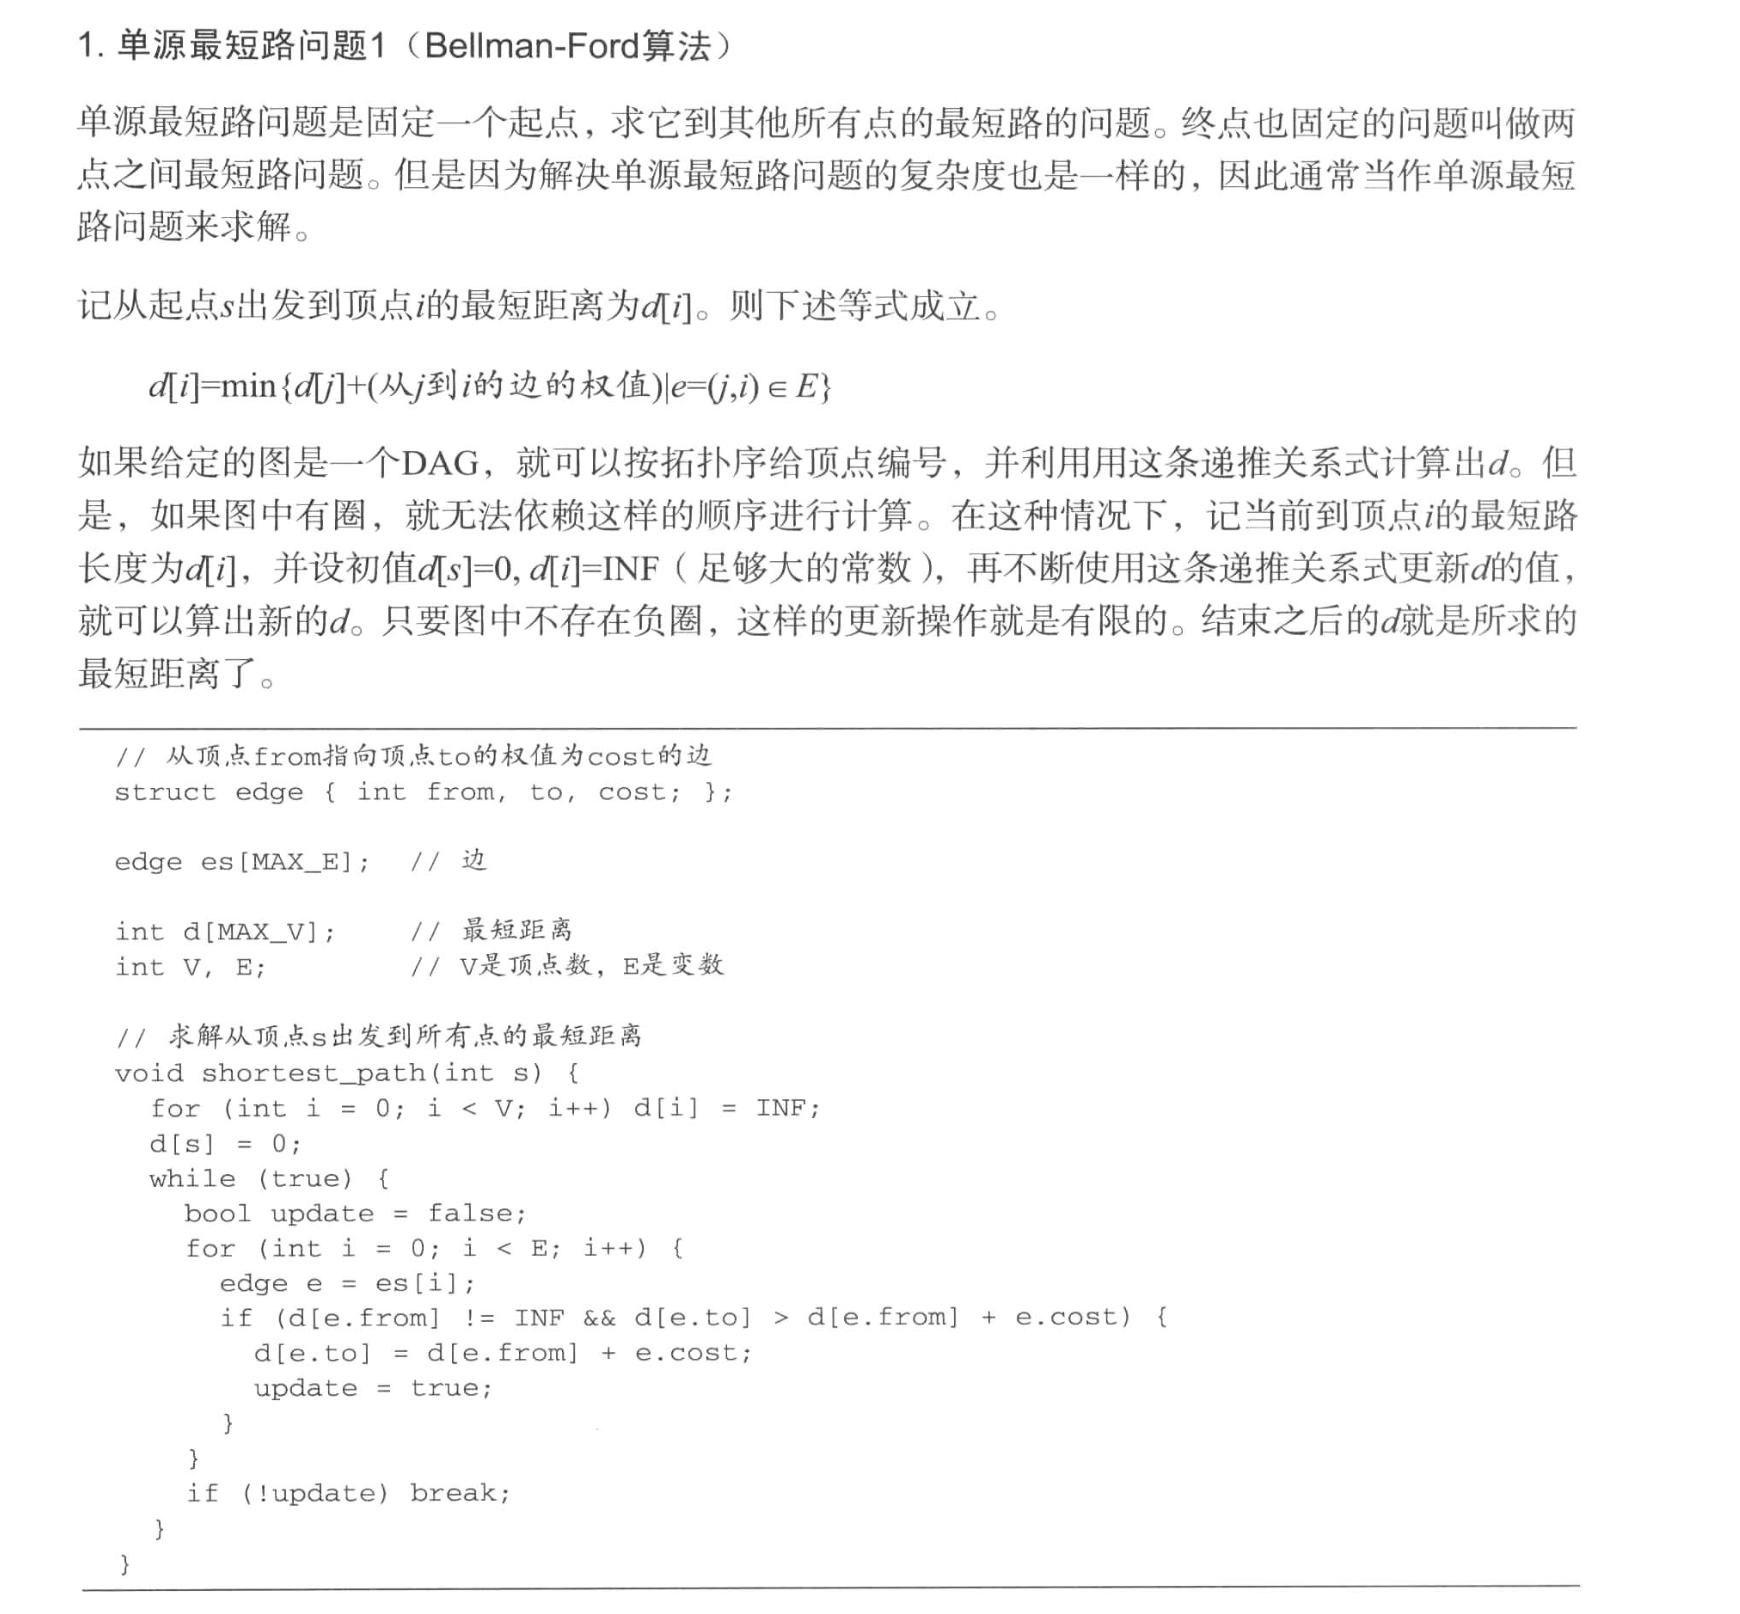 1. 单源最短路问题1（Bellman-Ford算法）
单源最短路问题是固定一个起点，求它到其他所有点的最短路的问题。终点也固定的问题叫做两
点之间最短路问题。但是因为解决单源最短路问题的复杂度也是一样的，因此通常当作单源最短
路问题来求解。
记从起点s出发到顶点i的最短距离为d[i]。则下述等式成立。
d[i]=min{d[j]+(从j到i的边的权值)|e=(j,i)∈E}
如果给定的图是一个DAG，就可以按拓扑序给顶点编号，并利用用这条递推关系式计算出d。但
是，如果图中有圈，就无法依赖这样的顺序进行计算。在这种情况下，记当前到顶点i的最短路
长度为d[i]，并设初值d[s]=0, d[i]=INF（足够大的常数），再不断使用这条递推关系式更新d的值，
就可以算出新的d。只要图中不存在负圈，这样的更新操作就是有限的。结束之后的d就是所求的
最短距离了。
// 从顶点from指向顶点to的权值为cost的边
struct edge { int from, to, cost; };
edge es[MAX_E]; // 边
int d[MAX_V]; // 最短距离
int V, E; // V是顶点数，E是变数
// 求解从顶点s出发到所有点的最短距离
void shortest_path(int s) {
for (int i = 0; i < V; i++) d[i] = INF;
d[s] = 0;
while (true) {
bool update = false;
for (int i = 0; i < E; i++) {
edge e = es[i];
if (d[e.from] != INF && d[e.to] > d[e.from] + e.cost) {
d[e.to] = d[e.from] + e.cost;
update = true;
}
}
if (!update) break;
}
}